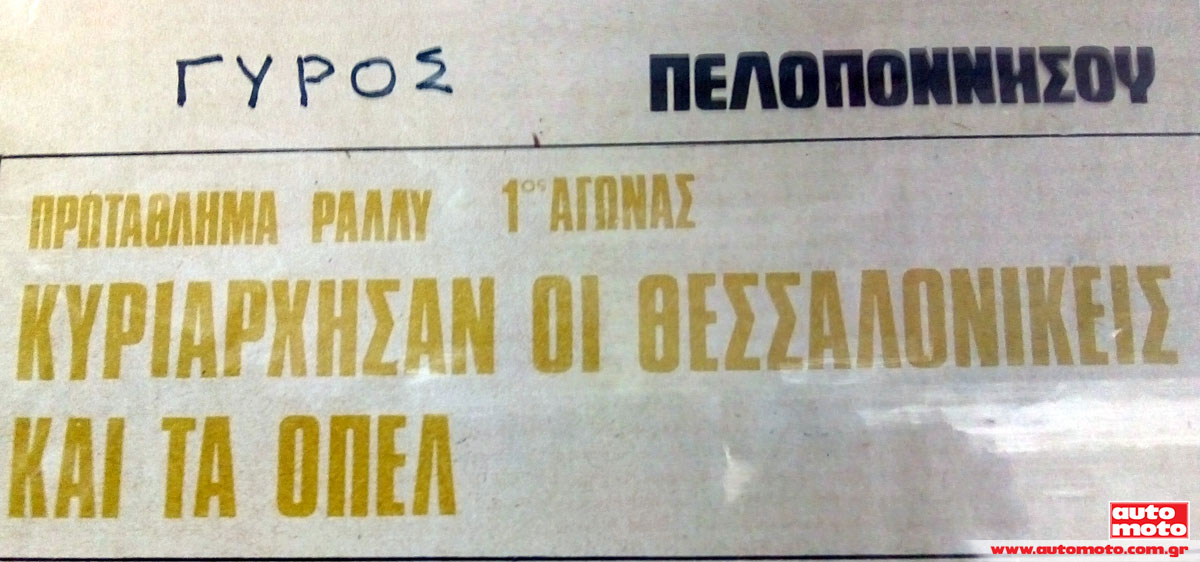 ΓΥΡΟΣ ΠΕΛΟΠΟΝΝΗΣΟΥ
ΠΡΩΤΑΘΛΗΜΑ ΡΑΛΛΥ 1ος ΑΓΩΝΑΣ
ΚΥΡΙΑΡΧΗΣΑΝ ΟΙ ΘΕΣΣΑΛΟΝΙΚΕΙΣ
ΚΑΙ ΤΑ ΟΠΕΛ
auto
moto
www.automoto.com.gr